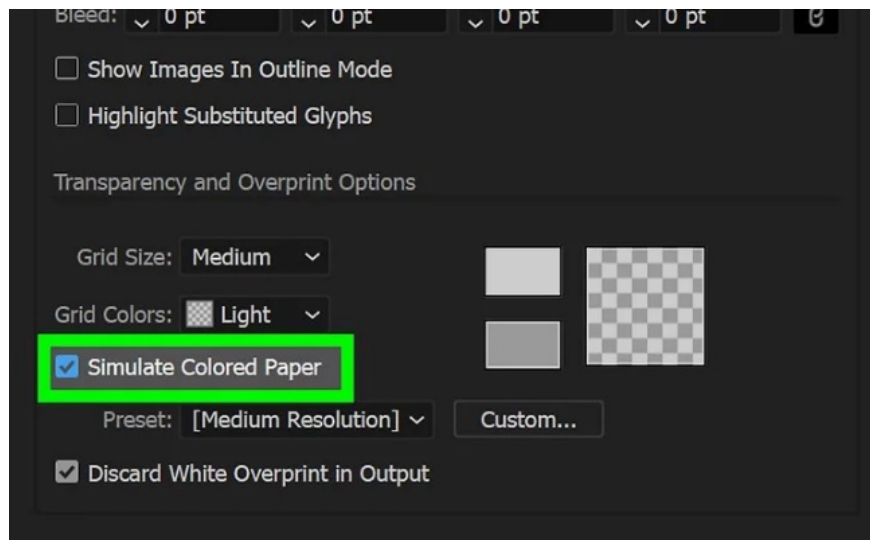 Bleed: 0 pt 0 pt 0 pt 0 pt
Show Images In Outline Mode
Highlight Substituted Glyphs
Transparency and Overprint Options
Grid Size: Medium
Grid Colors: Light
Simulate Colored Paper
Preset: [Medium Resolution] Custom...
Discard White Overprint in Output